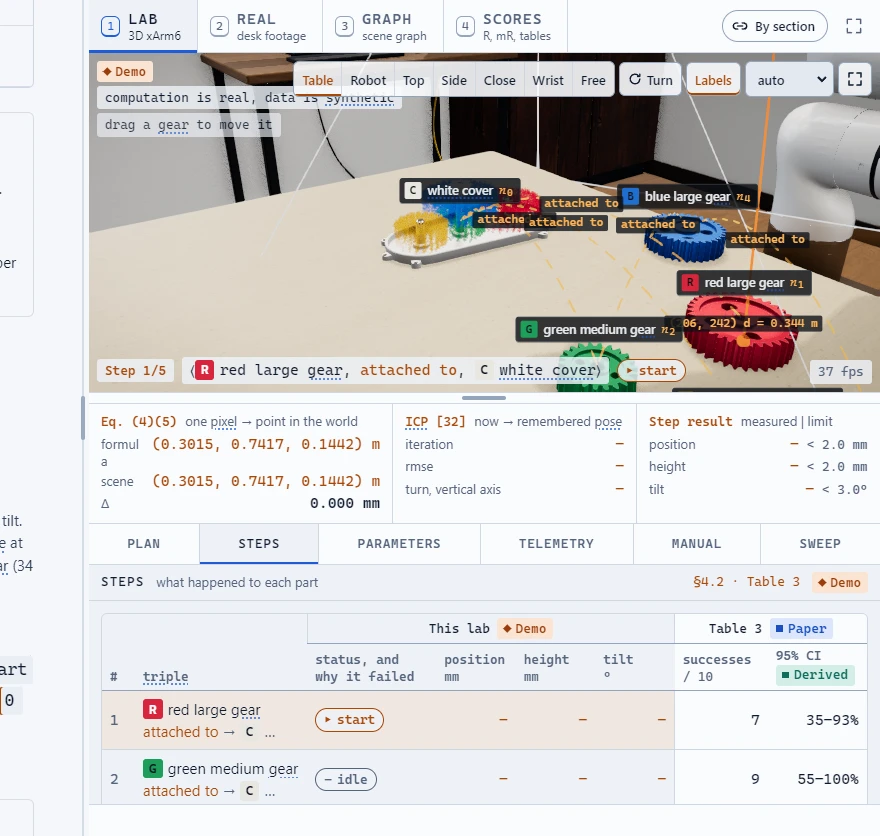 1 LAB
3D xArm6
2 REAL
desk footage
3 GRAPH
scene graph
4 SCORES
R, mR, tables
By section
◆ Demo
Table Robot Top Side Close Wrist Free Turn Labels auto
computation is real, data is synthetic
drag a gear to move it
C white cover n0
attached to
B blue large gear n4
attache
attached to
attached to
attached to
R red large gear n1
G green medium gear n2
06, 242) d = 0.344 m
Step 1/5
⟨R red large gear, attached to, C white cover⟩
start
37 fps
Eq. (4)(5) one pixel → point in the world
formula (0.3015, 0.7417, 0.1442) m
scene (0.3015, 0.7417, 0.1442) m
Δ 0.000 mm
ICP [32] now → remembered pose
iteration –
rmse –
turn, vertical axis –
Step result measured | limit
position – < 2.0 mm
height – < 2.0 mm
tilt – < 3.0°
PLAN STEPS PARAMETERS TELEMETRY MANUAL SWEEP
STEPS what happened to each part
§4.2 · Table 3 ◆ Demo
This lab ◆ Demo
Table 3 ■ Paper
# triple
status, and why it failed
position mm
height mm
tilt °
successes / 10
95% CI ■ Derived
1 R red large gear
attached to → C …
start – – – 7 35–93%
2 G green medium gear
attached to → C …
– idle – – – 9 55–100%
per
tilt.
e at
ar (34
art
0